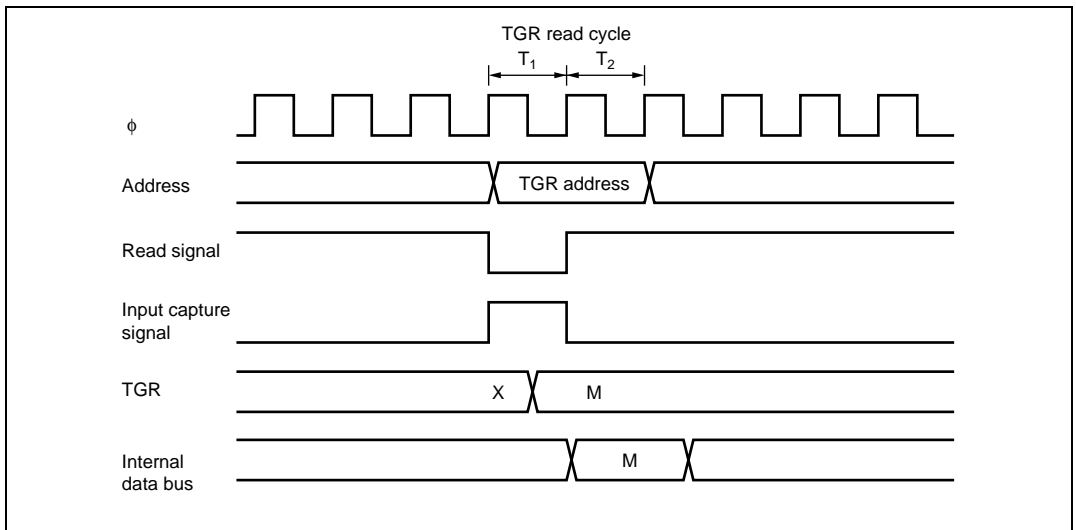 TGR read cycle
T₁ T₂
ϕ
Address
TGR address
Read signal
Input capture
signal
TGR
X M
Internal
data bus
M